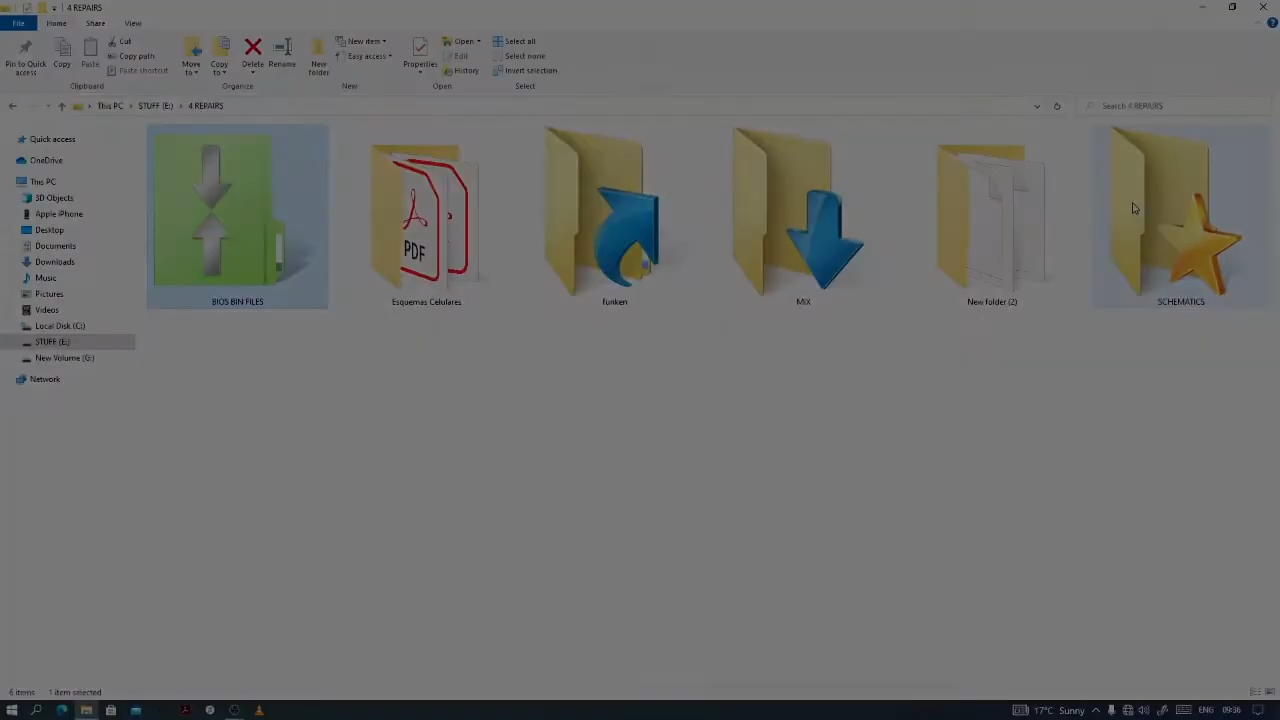 4 REPAIRS
File Home Share View
Pin to Quick access
Copy
Paste
Cut
Copy path
Paste shortcut
Clipboard
Move to
Copy to
Delete
Rename
Organize
New folder
New item
Easy access
New
Properties
Open
Edit
History
Open
Select all
Select none
Invert selection
Select
This PC › STUFF (E:) › 4 REPAIRS
Search 4 REPAIRS
Quick access
OneDrive
This PC
3D Objects
Apple iPhone
Desktop
Documents
Downloads
Music
Pictures
Videos
Local Disk (C:)
STUFF (E:)
New Volume (G:)
Network
PDF
BIOS BIN FILES
Esquemas Celulares
funken
MiX
New folder (2)
SCHEMATICS
6 items 1 item selected
17°C Sunny ENG 09:36